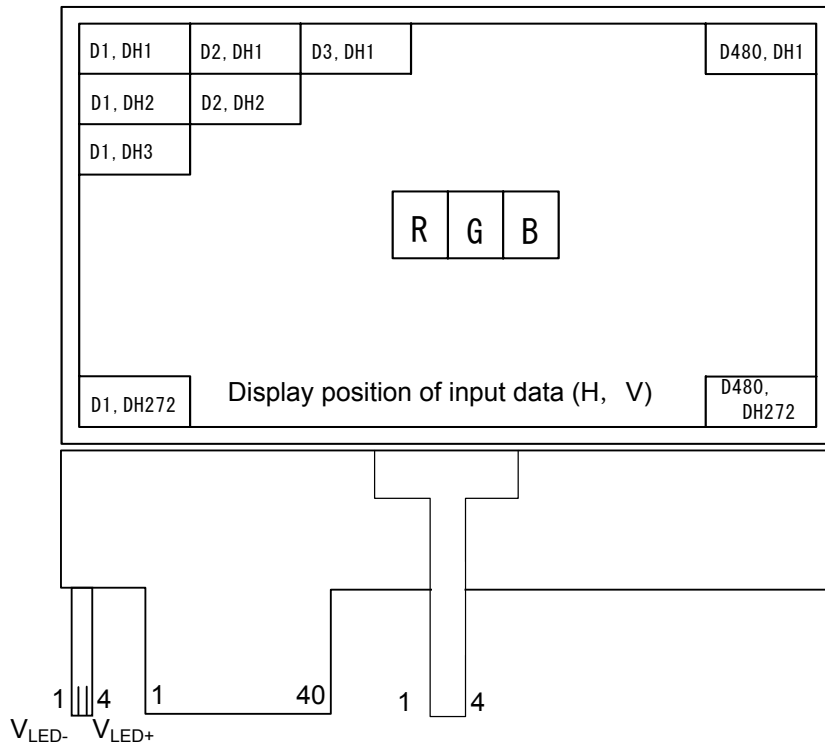 D1, DH1 D2, DH1 D3, DH1 D480, DH1
D1, DH2 D2, DH2
D1, DH3
R G B
D1, DH272 Display position of input data (H, V) D480,
DH272
1 4 1 40 1 4
VLED- VLED+